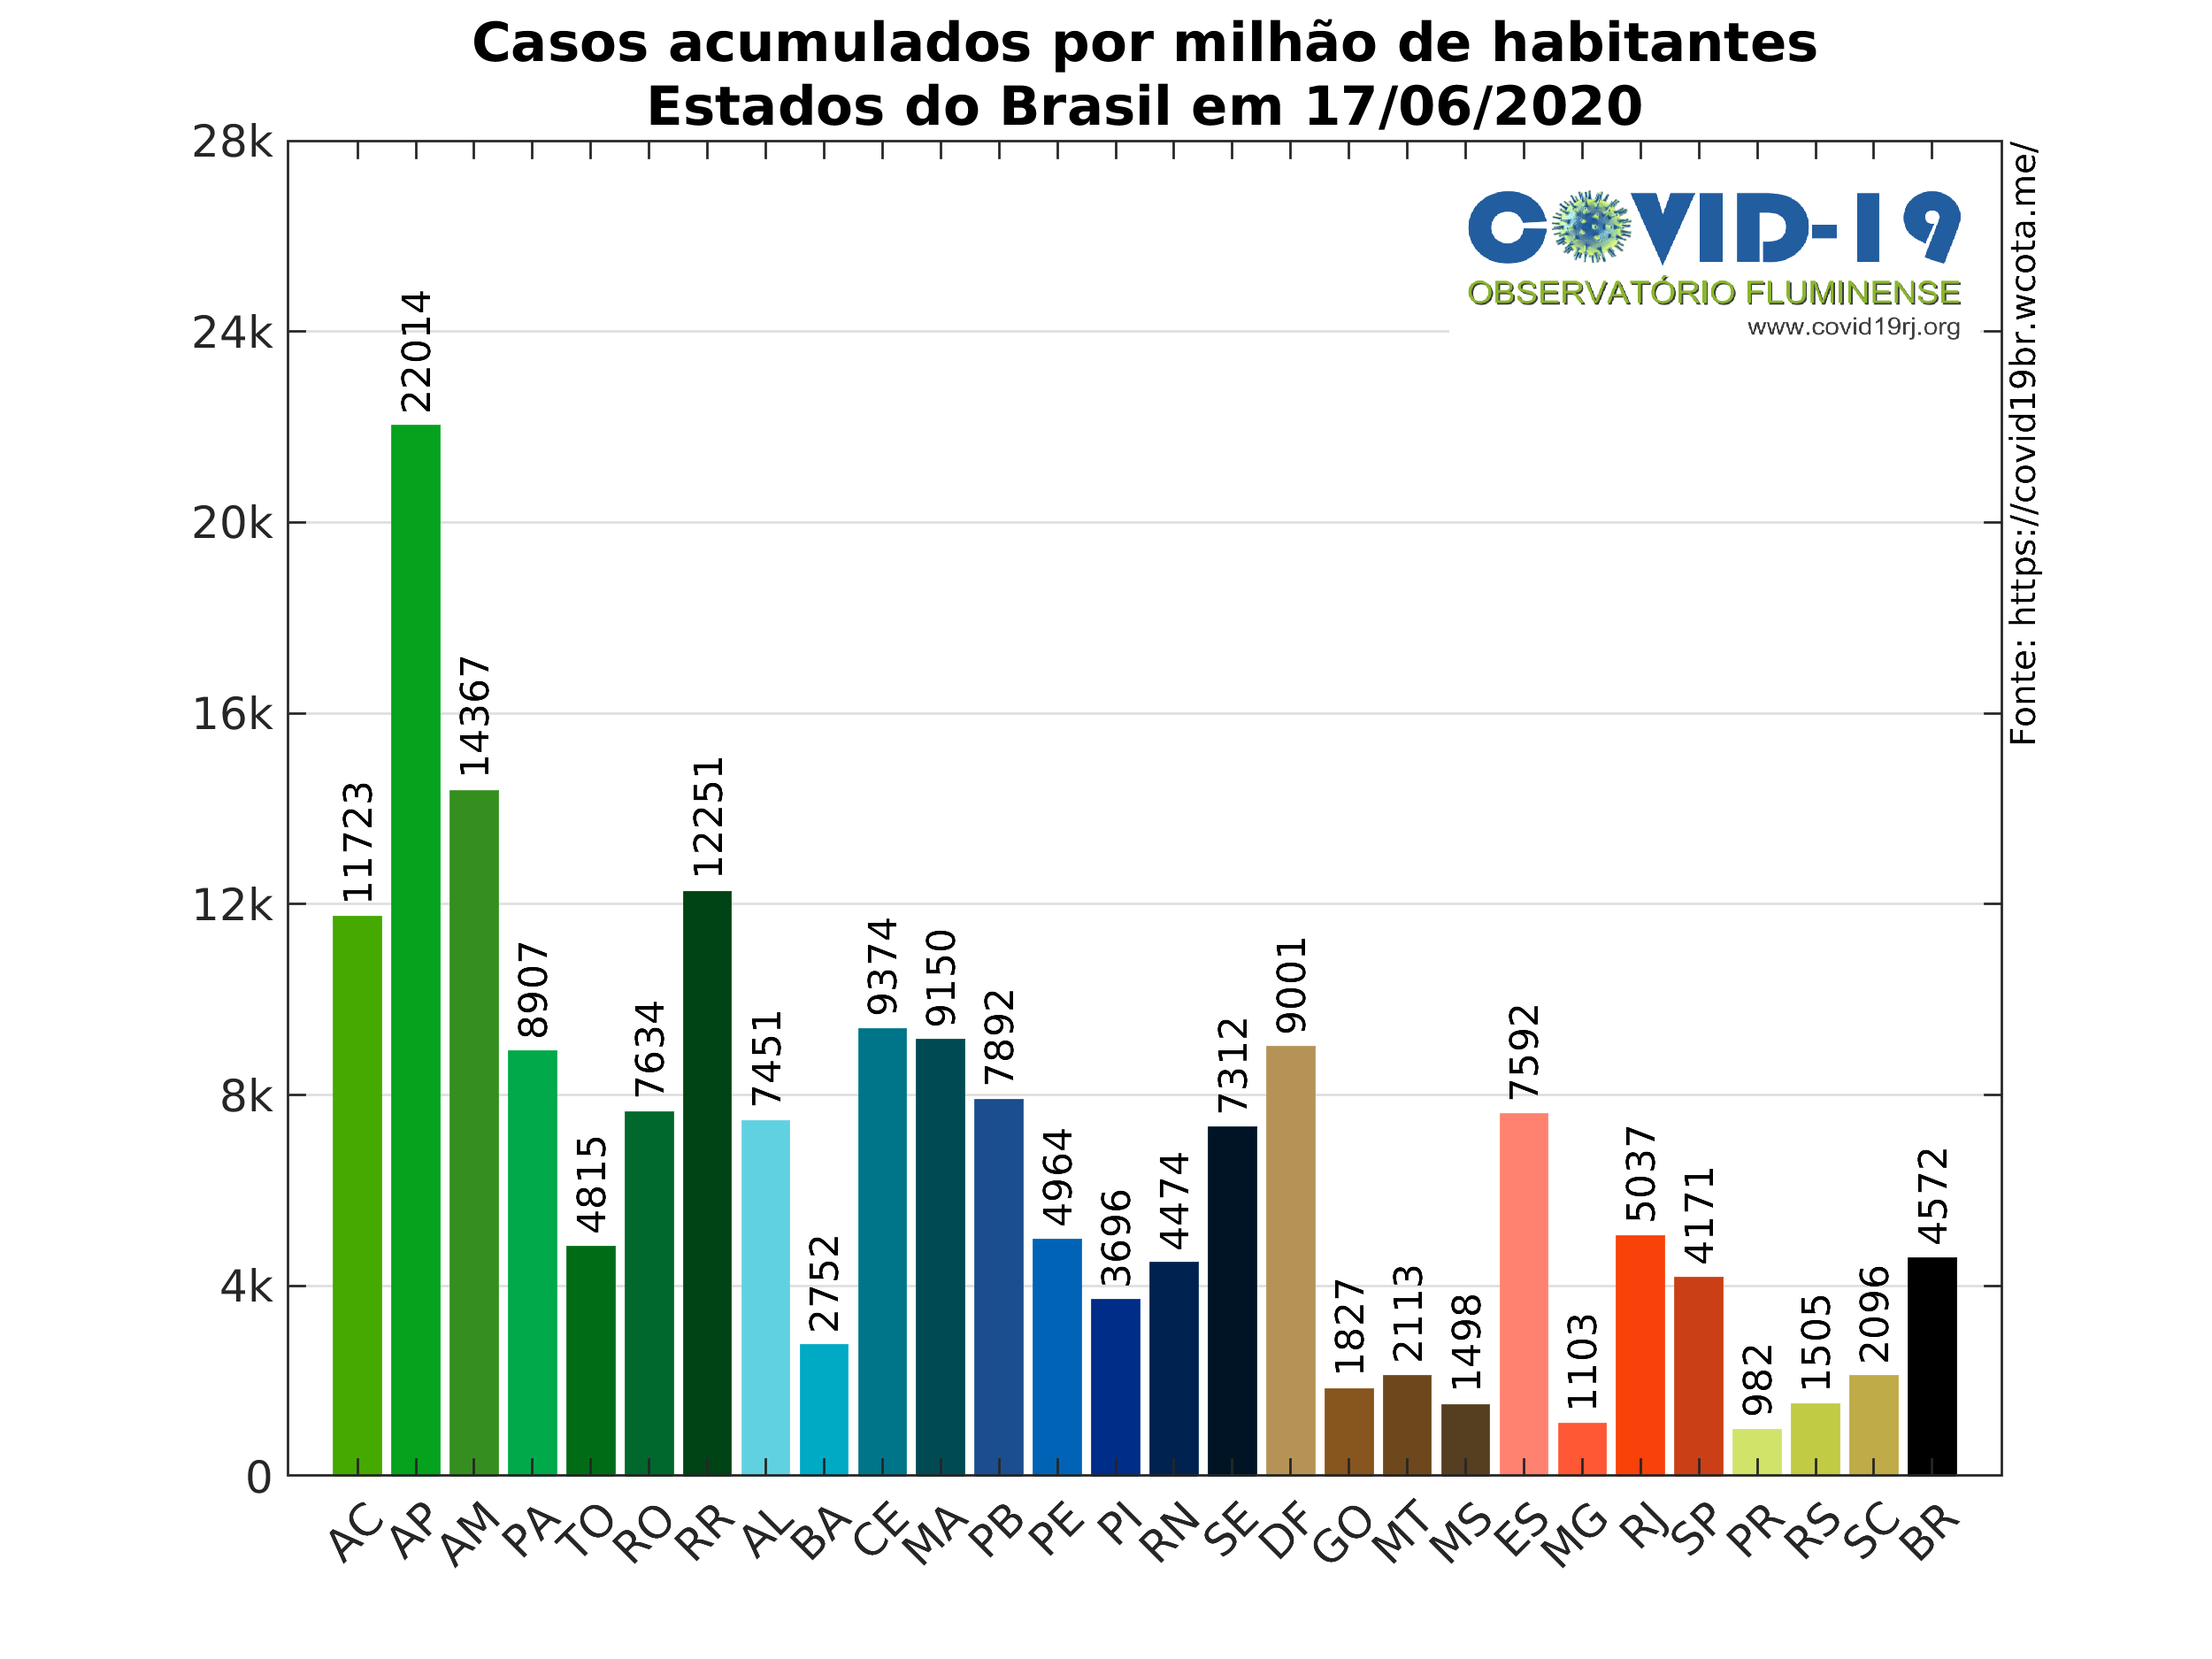 Casos acumulados por milhão de habitantes
Estados do Brasil em 17/06/2020
28k
24k
20k
16k
12k
8k
4k
0
COVID-19
OBSERVATÓRIO FLUMINENSE
www.covid19rj.org
Fonte: https://covid19br.wcota.me/
11723
22014
14367
8907
4815
7634
12251
7451
2752
9374
9150
7892
4964
3696
4474
7312
9001
1827
2113
1498
7592
1103
5037
4171
982
1505
2096
4572
AC
AP
AM
PA
TO
RO
RR
AL
BA
CE
MA
PB
PE
PI
RN
SE
DF
GO
MT
MS
ES
MG
RJ
SP
PR
RS
SC
BR